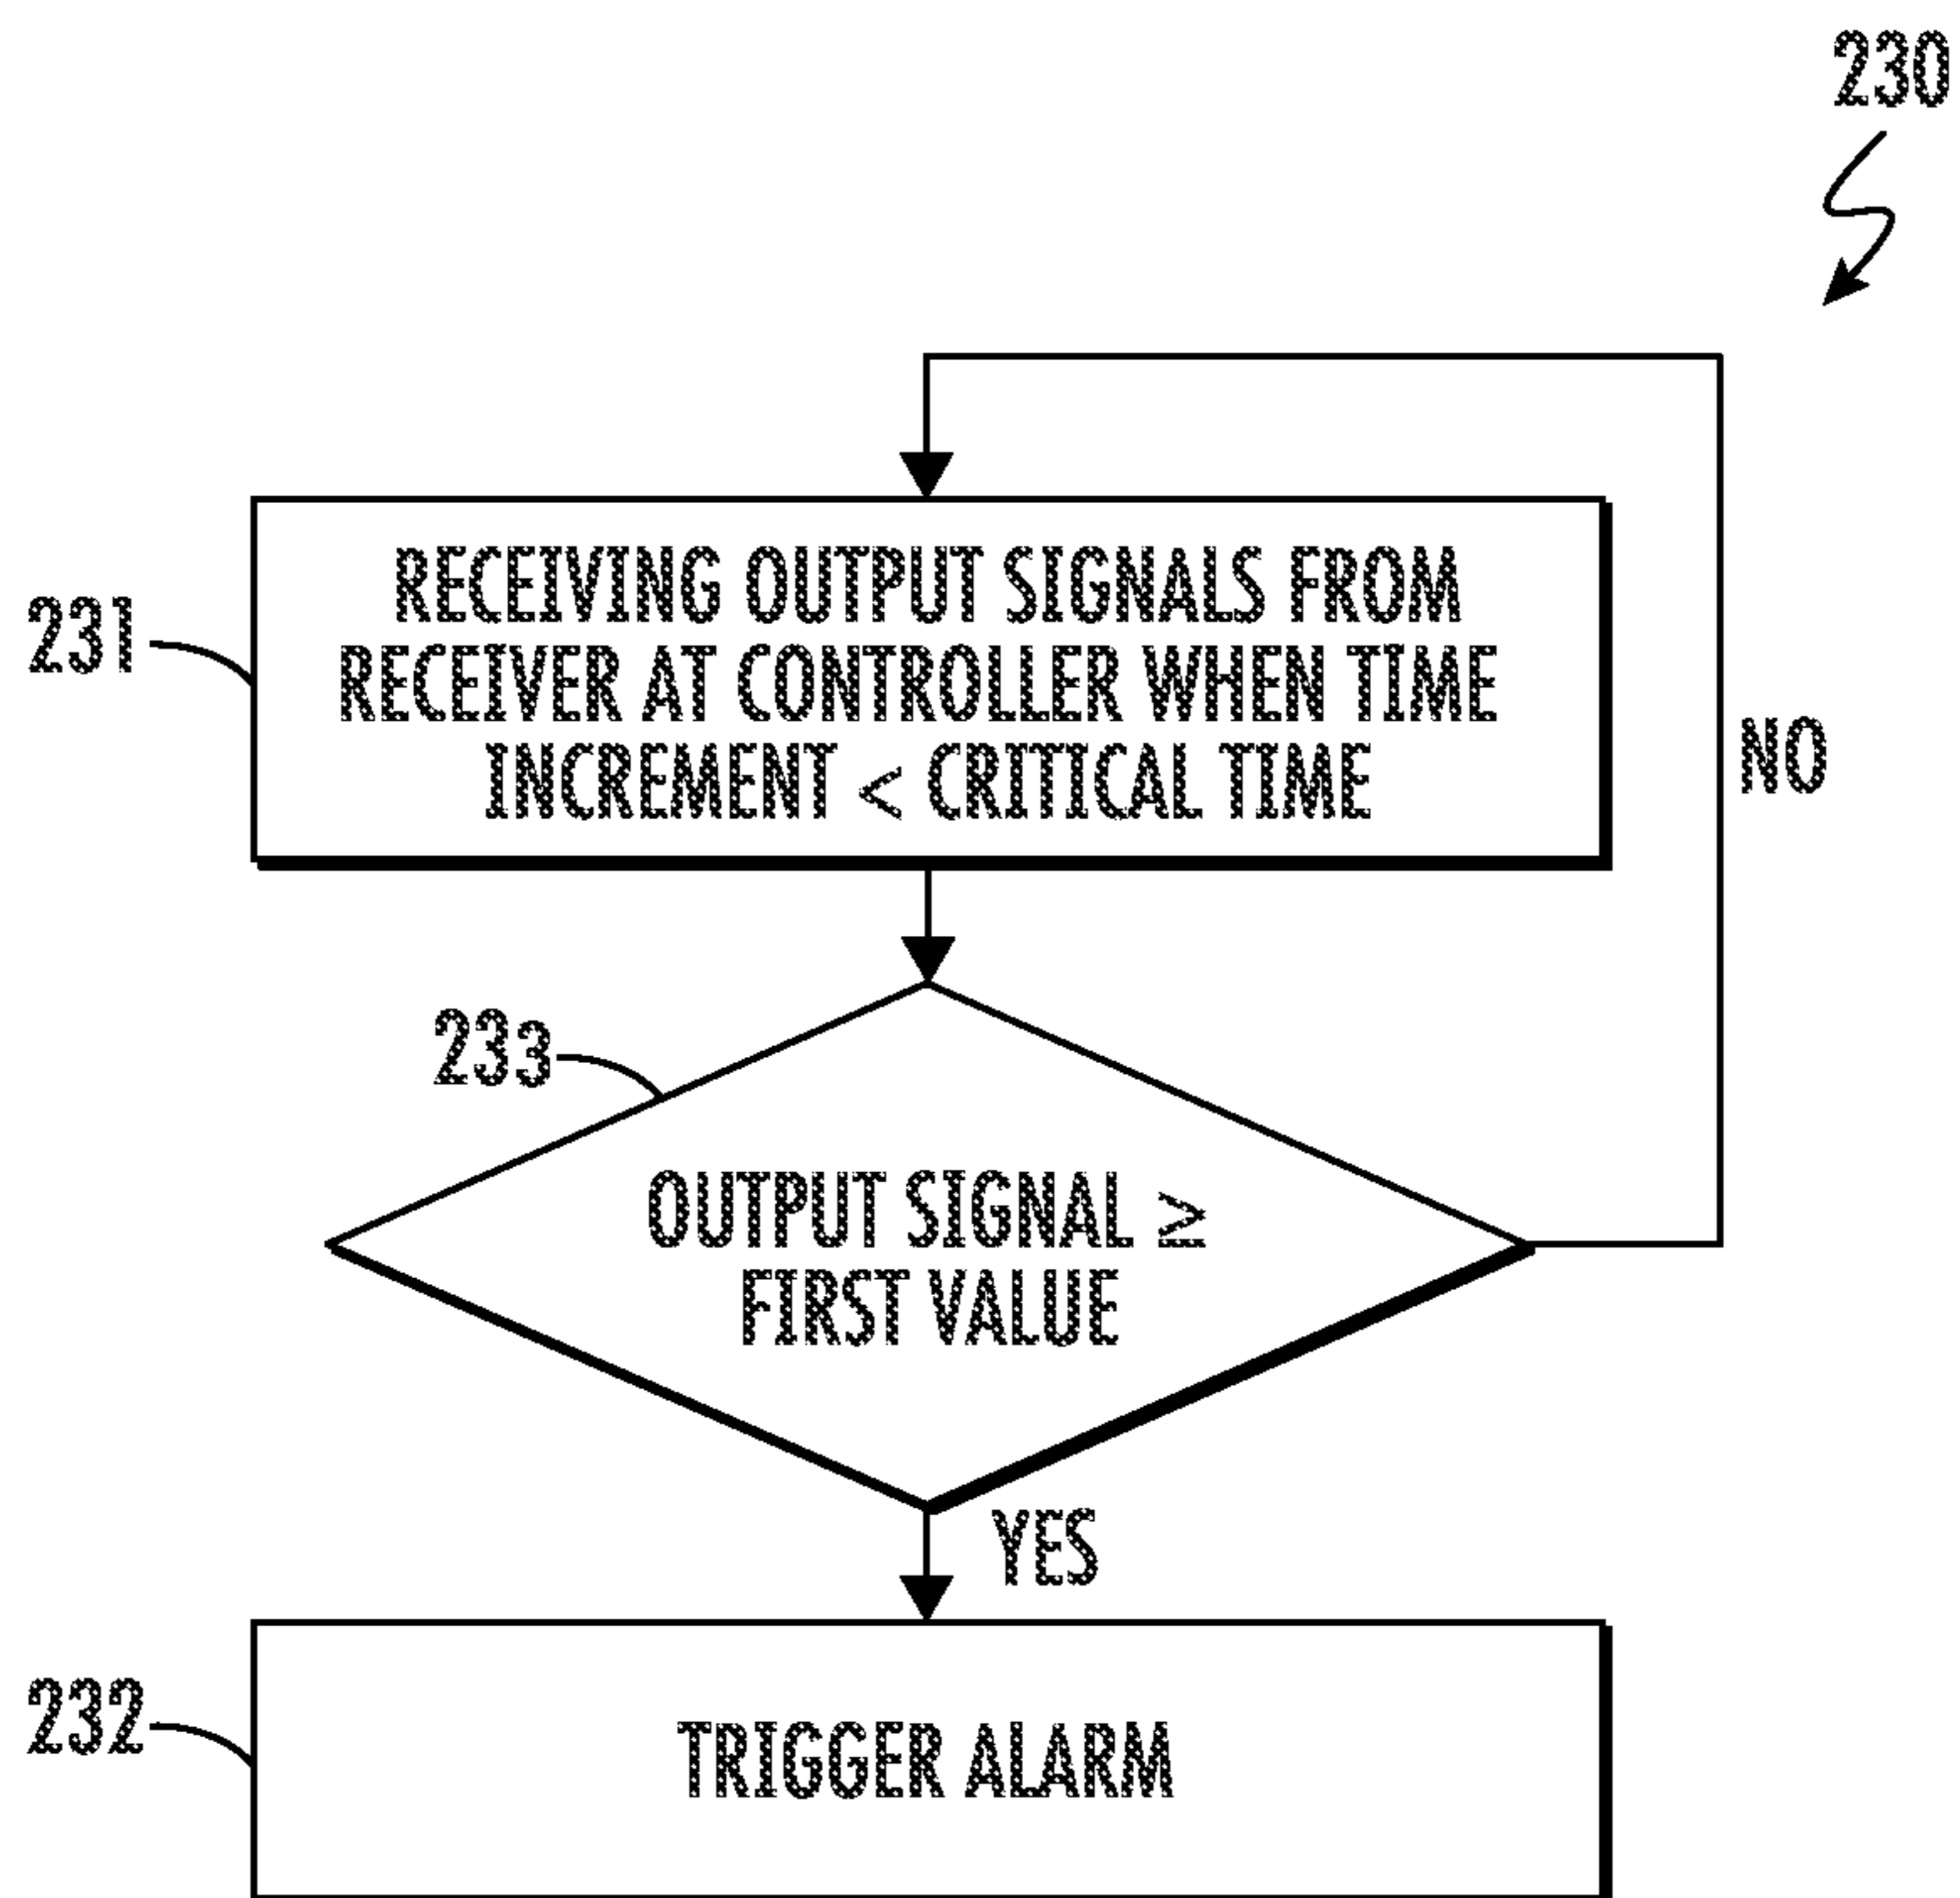 230
231
RECEIVING OUTPUT SIGNALS FROM
RECEIVER AT CONTROLLER WHEN TIME
INCREMENT < CRITICAL TIME
NO
233
OUTPUT SIGNAL ≥
FIRST VALUE
YES
232
TRIGGER ALARM